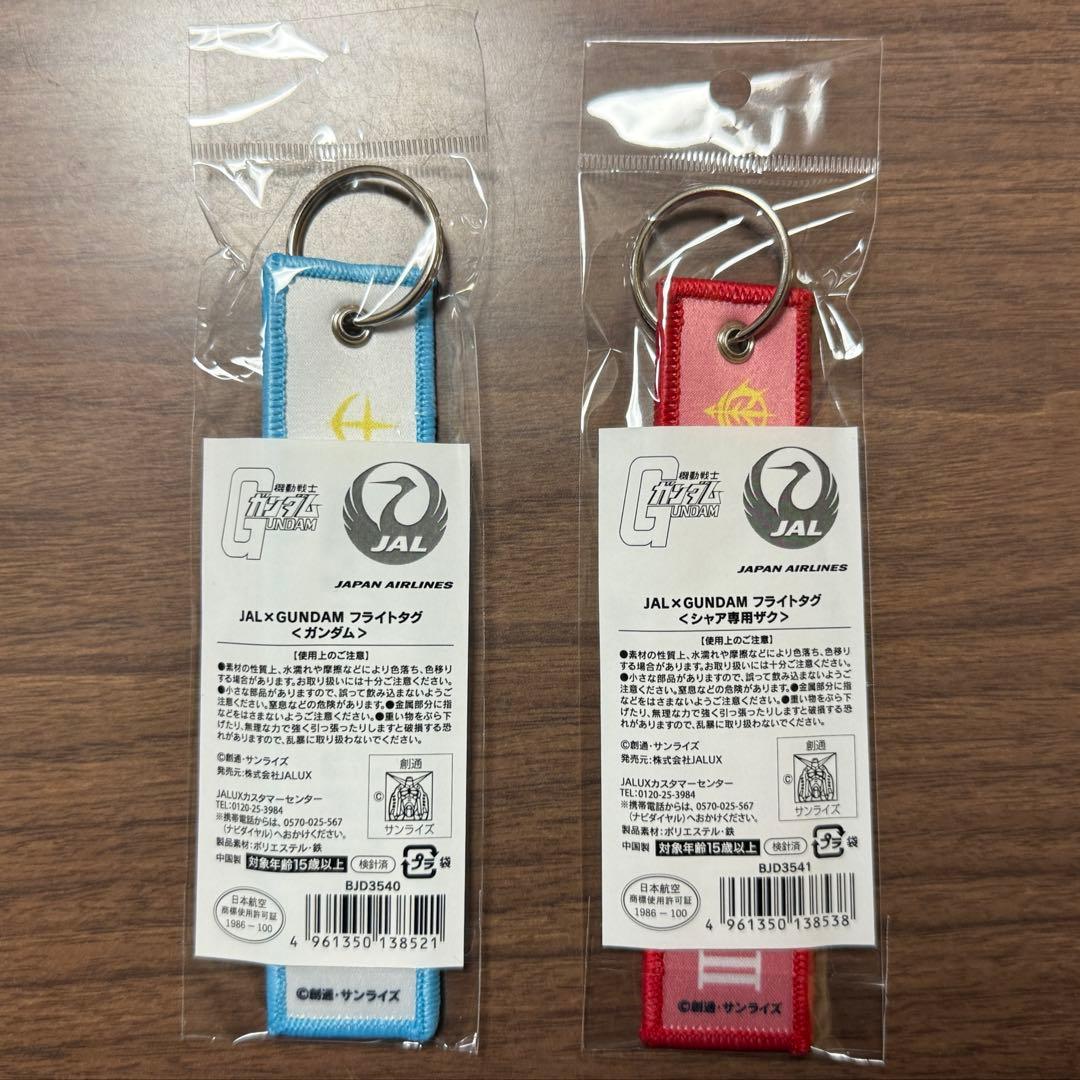 機動戦士
ガンダム
GUNDAM
JAL
JAPAN AIRLINES
JAL×GUNDAM フライトタグ
<ガンダム>
【使用上のご注意】
●素材の性質上、水濡れや摩擦などにより色落ち、色移り
する場合があります。お取り扱いには十分ご注意ください。
●小さな部品がありますので、誤って飲み込まないようご
注意ください。窒息などの危険があります。●金属部分に指
などをはさまないようご注意ください。●重い物をぶら下
げたり、無理な力で強く引っ張ったりしますと破損する恐
れがありますので、乱暴に取り扱わないでください。
©創通・サンライズ
発売元:株式会社JALUX
JALUXカスタマーセンター
TEL:0120-25-3984
※携帯電話からは、0570-025-567
(ナビダイヤル)へおかけください。
製品素材:ポリエステル・鉄
創通
©
サンライズ
中国製 対象年齢15歳以上 検針済 プラ 袋
BJD3540
日本航空
商標使用許可証
1986-100
4 961350 138521
©創通・サンライズ
機動戦士
ガンダム
GUNDAM
JAL
JAPAN AIRLINES
JAL×GUNDAM フライトタグ
<シャア専用ザク>
【使用上のご注意】
●素材の性質上、水濡れや摩擦などにより色落ち、色移り
する場合があります。お取り扱いには十分ご注意ください。
●小さな部品がありますので、誤って飲み込まないようご
注意ください。窒息などの危険があります。●金属部分に指
などをはさまないようご注意ください。●重い物をぶら下
げたり、無理な力で強く引っ張ったりしますと破損する恐
れがありますので、乱暴に取り扱わないでください。
©創通・サンライズ
発売元:株式会社JALUX
JALUXカスタマーセンター
TEL:0120-25-3984
※携帯電話からは、0570-025-567
(ナビダイヤル)へおかけください。
製品素材:ポリエステル・鉄
創通
©
サンライズ
中国製 対象年齢15歳以上 検針済 プラ 袋
BJD3541
日本航空
商標使用許可証
1986-100
4 961350 138538
©創通・サンライズ